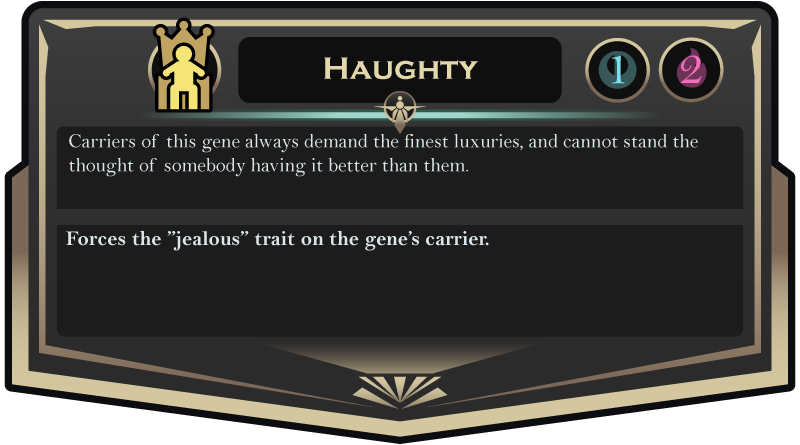 HAUGHTY
1
2
Carriers of this gene always demand the finest luxuries, and cannot stand the
thought of somebody having it better than them.
Forces the ”jealous” trait on the gene’s carrier.